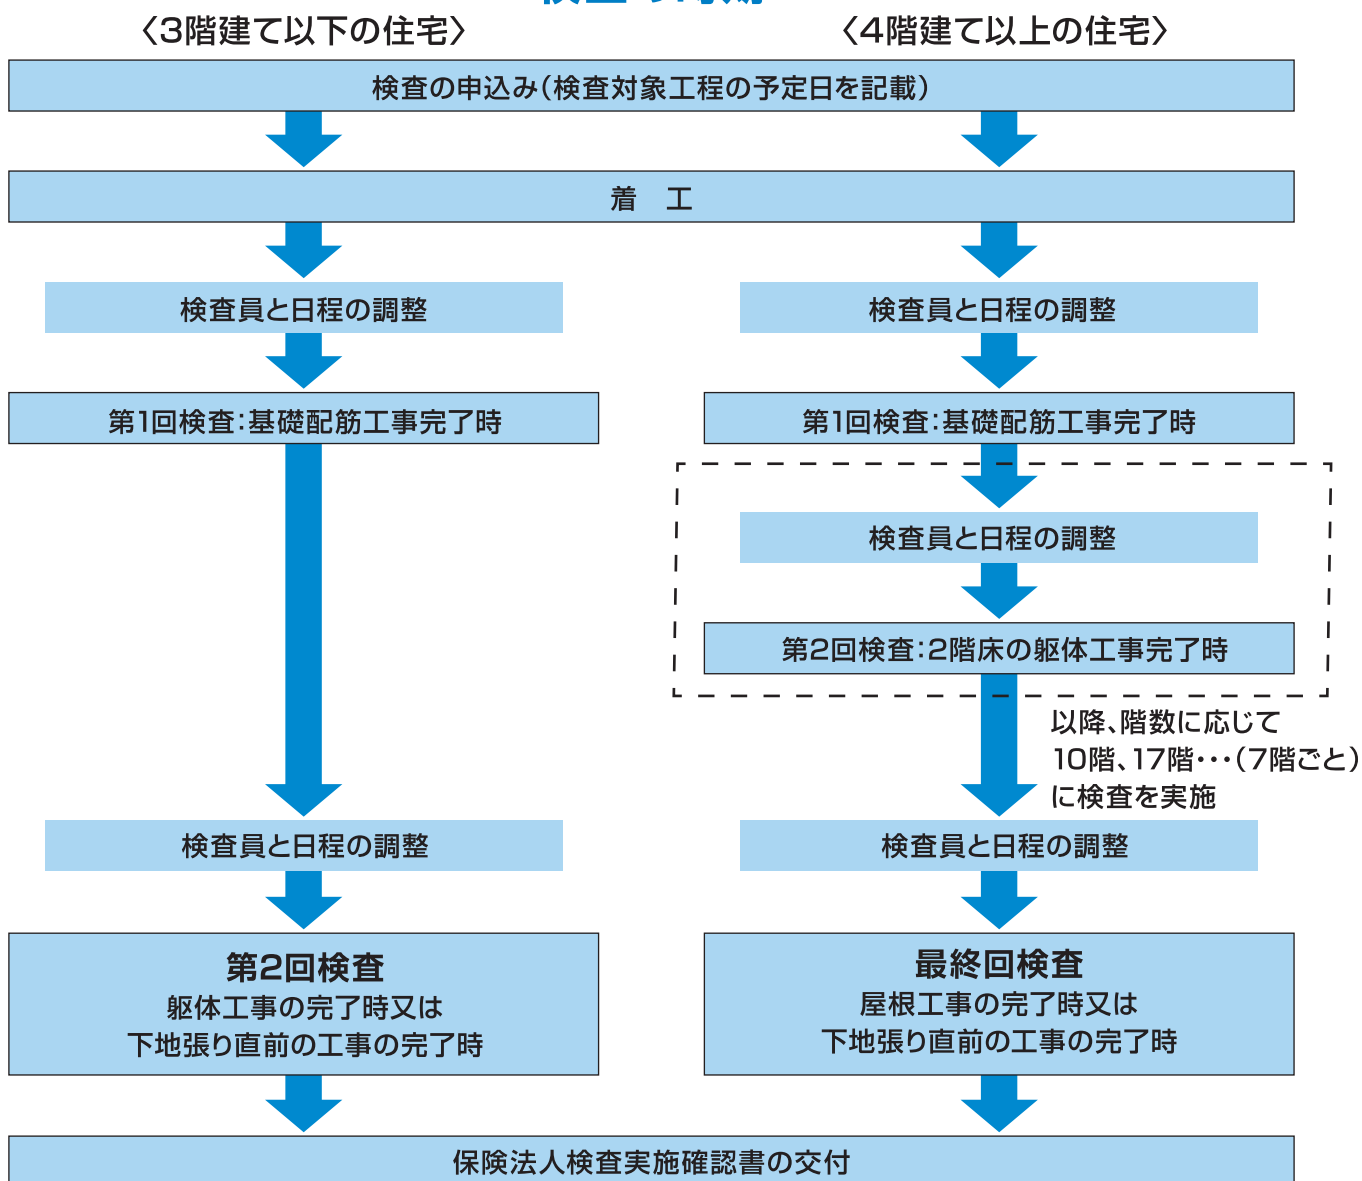 〈3階建て以下の住宅〉
〈4階建て以上の住宅〉
検査の申込み(検査対象工程の予定日を記載)
着　工
検査員と日程の調整
検査員と日程の調整
第1回検査:基礎配筋工事完了時
第1回検査:基礎配筋工事完了時
検査員と日程の調整
第2回検査:2階床の躯体工事完了時
以降、階数に応じて
10階、17階・・・(7階ごと)
に検査を実施
検査員と日程の調整
検査員と日程の調整
第2回検査
躯体工事の完了時又は
下地張り直前の工事の完了時
最終回検査
屋根工事の完了時又は
下地張り直前の工事の完了時
保険法人検査実施確認書の交付